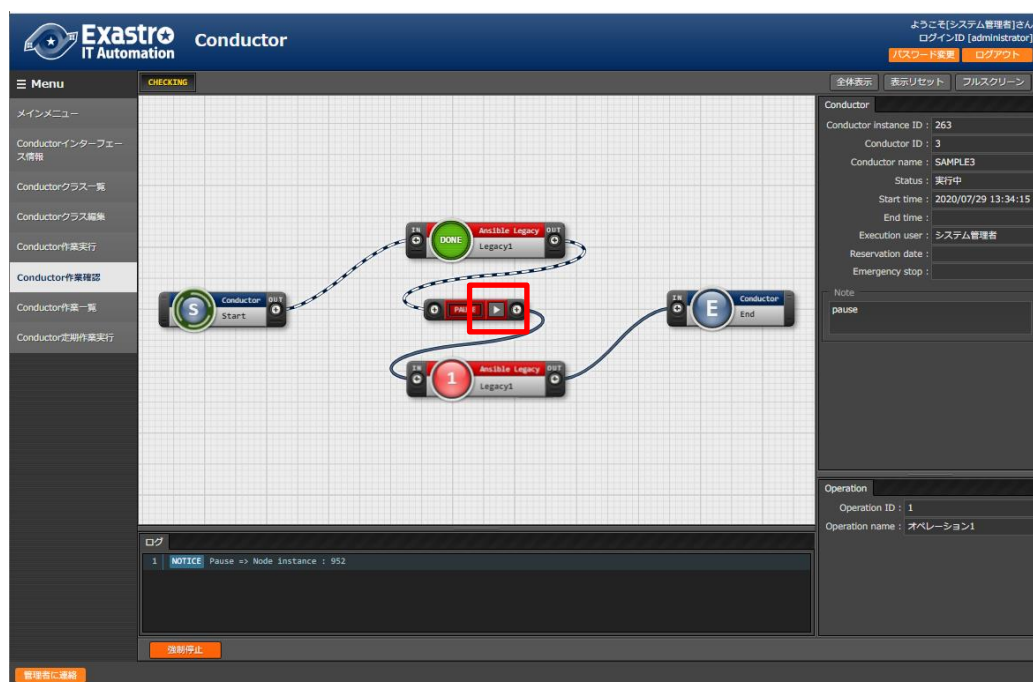 Exastro
IT Automation
Conductor
ようこそ[システム管理者]さん
ログインID [administrator]
パスワード変更
ログアウト
☰ Menu
メインメニュー
Conductorインターフェー
ス情報
Conductorクラス一覧
Conductorクラス編集
Conductor作業実行
Conductor作業確認
Conductor作業一覧
Conductor定期作業実行
CHECKING
全体表示
表示リセット
フルスクリーン
IN
DONE
Ansible Legacy
Legacy1
OUT
S
Conductor
Start
OUT
PAUSE
IN
E
Conductor
End
IN
1
Ansible Legacy
Legacy1
OUT
Conductor
Conductor instance ID : 263
Conductor ID : 3
Conductor name : SAMPLE3
Status : 実行中
Start time : 2020/07/29 13:34:15
End time :
Execution user : システム管理者
Reservation date :
Emergency stop :
Note
pause
Operation
Operation ID : 1
Operation name : オペレーション1
ログ
1 NOTICE Pause => Node instance : 952
強制停止
管理者に連絡